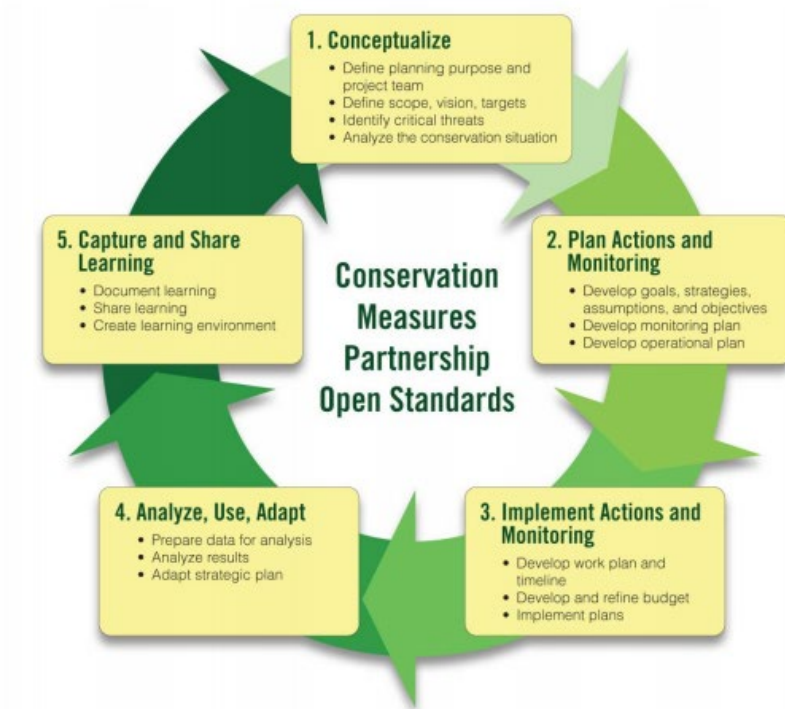 1. Conceptualize
• Define planning purpose and
project team
• Define scope, vision, targets
• Identify critical threats
• Analyze the conservation situation
2. Plan Actions and
Monitoring
• Develop goals, strategies,
assumptions, and objectives
• Develop monitoring plan
• Develop operational plan
3. Implement Actions and
Monitoring
• Develop work plan and
timeline
• Develop and refine budget
• Implement plans
4. Analyze, Use, Adapt
• Prepare data for analysis
• Analyze results
• Adapt strategic plan
5. Capture and Share
Learning
• Document learning
• Share learning
• Create learning environment
Conservation
Measures
Partnership
Open Standards